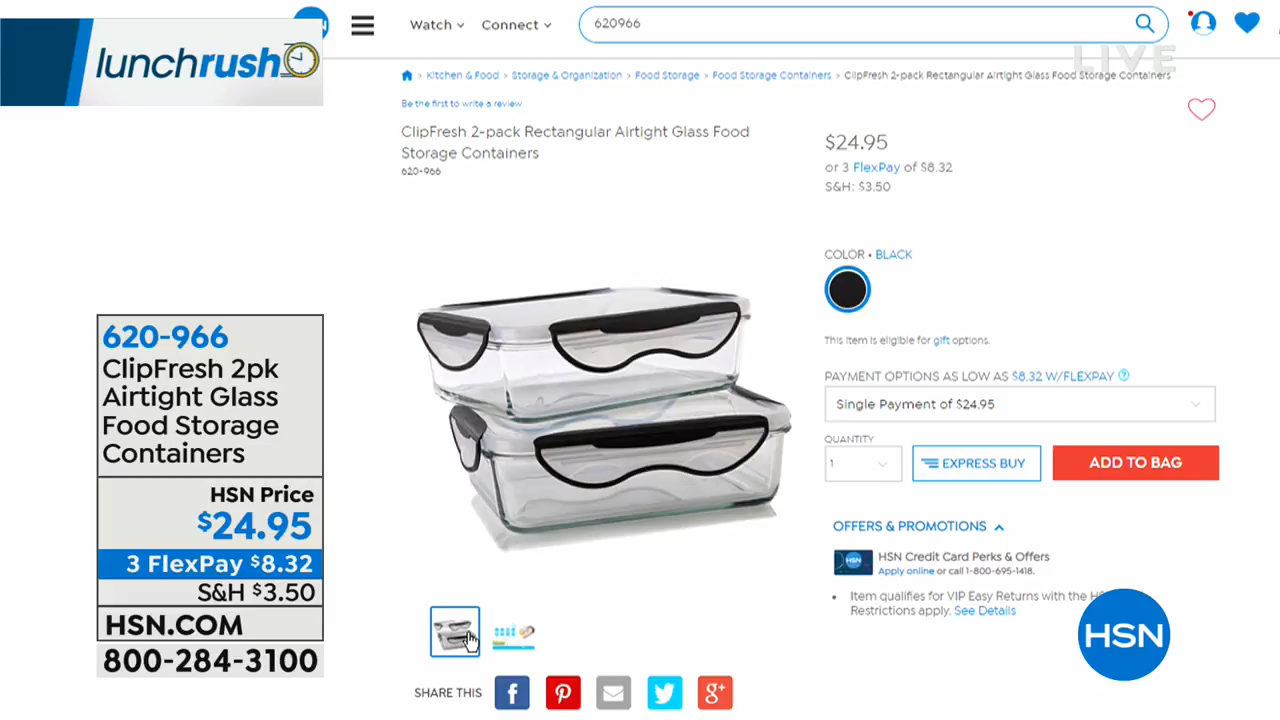 lunchrush
Watch
Connect
620966
LIVE
Kitchen & Food > Storage & Organization > Food Storage > Food Storage Containers > ClipFresh 2-pack Rectangular Airtight Glass Food Storage Containers
Be the first to write a review
ClipFresh 2-pack Rectangular Airtight Glass Food
Storage Containers
620-966
$24.95
or 3 FlexPay of $8.32
S&H: $3.50
COLOR • BLACK
This item is eligible for gift options.
PAYMENT OPTIONS AS LOW AS $8.32 W/FLEXPAY ?
Single Payment of $24.95
QUANTITY
1
EXPRESS BUY
ADD TO BAG
OFFERS & PROMOTIONS
HSN
HSN Credit Card Perks & Offers
Apply online or call 1-800-695-1418.
• Item qualifies for VIP Easy Returns with the
Restrictions apply. See Details
SHARE THIS
620-966
ClipFresh 2pk
Airtight Glass
Food Storage
Containers
HSN Price
$24.95
3 FlexPay $8.32
S&H $3.50
HSN.COM
800-284-3100
HSN